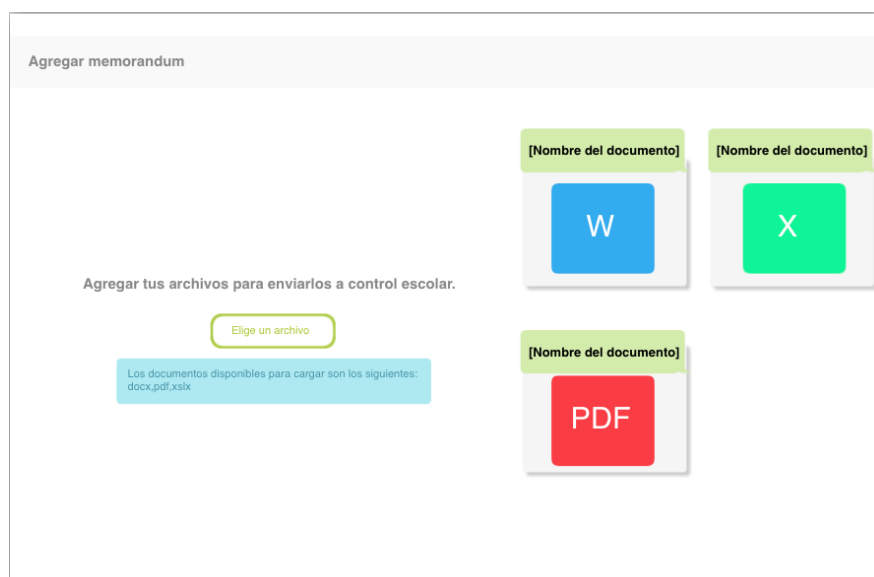 Agregar memorandum
[Nombre del documento]
[Nombre del documento]
W
X
Agregar tus archivos para enviarlos a control escolar.
Elige un archivo
Los documentos disponibles para cargar son los siguientes:
docx,pdf,xslx
[Nombre del documento]
PDF